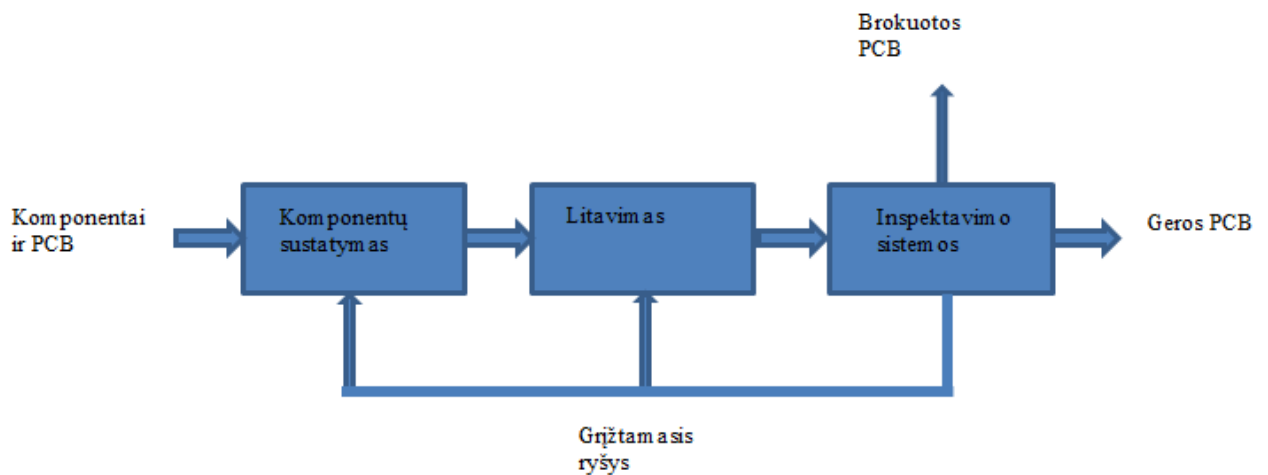 Brokuotos
PCB
Komponentai
ir PCB
Komponentų
sustatymas
Litavimas
Inspektavimo
sistemos
Geros PCB
Grįžtamasis
ryšys